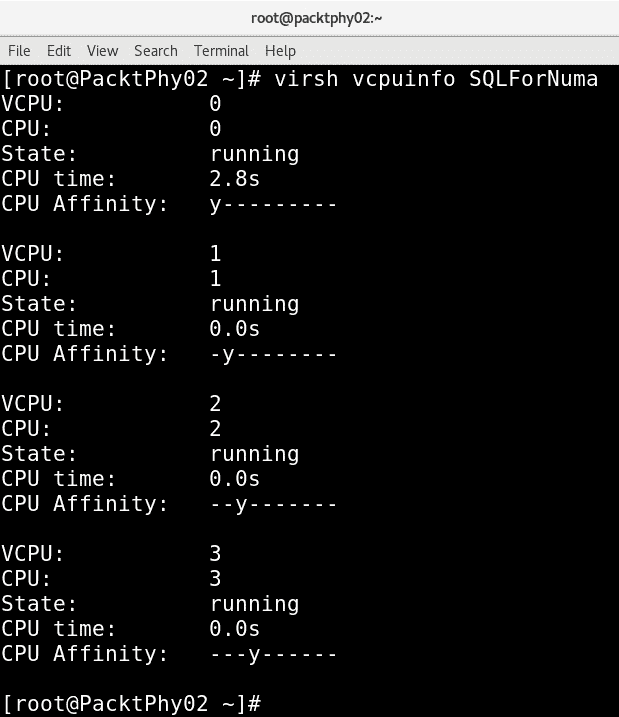 root@packtphy02:~
File Edit View Search Terminal Help
[root@PacktPhy02 ~]# virsh vcpuinfo SQLForNuma
VCPU: 0
CPU: 0
State: running
CPU time: 2.8s
CPU Affinity: y---------
VCPU: 1
CPU: 1
State: running
CPU time: 0.0s
CPU Affinity: -y--------
VCPU: 2
CPU: 2
State: running
CPU time: 0.0s
CPU Affinity: --y-------
VCPU: 3
CPU: 3
State: running
CPU time: 0.0s
CPU Affinity: ---y------
[root@PacktPhy02 ~]#